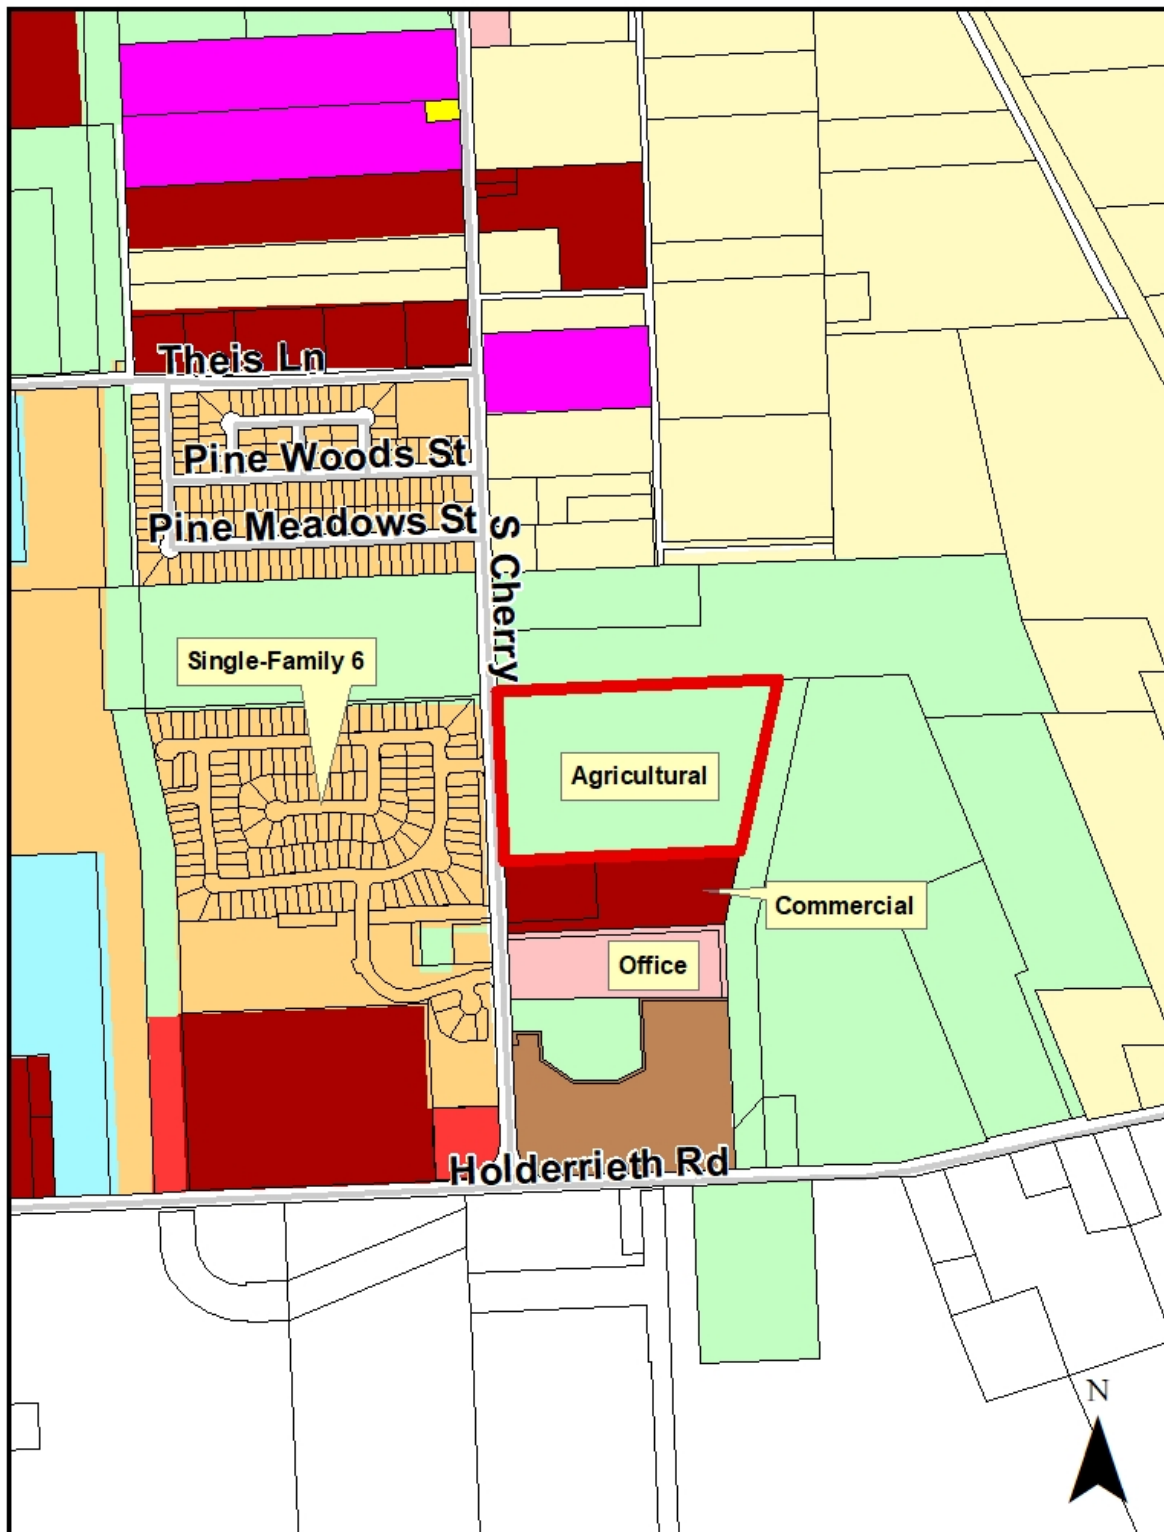 Theis Ln
Pine Woods St
Pine Meadows St
S Cherry
Single-Family 6
Agricultural
Commercial
Office
Holderrieth Rd
N